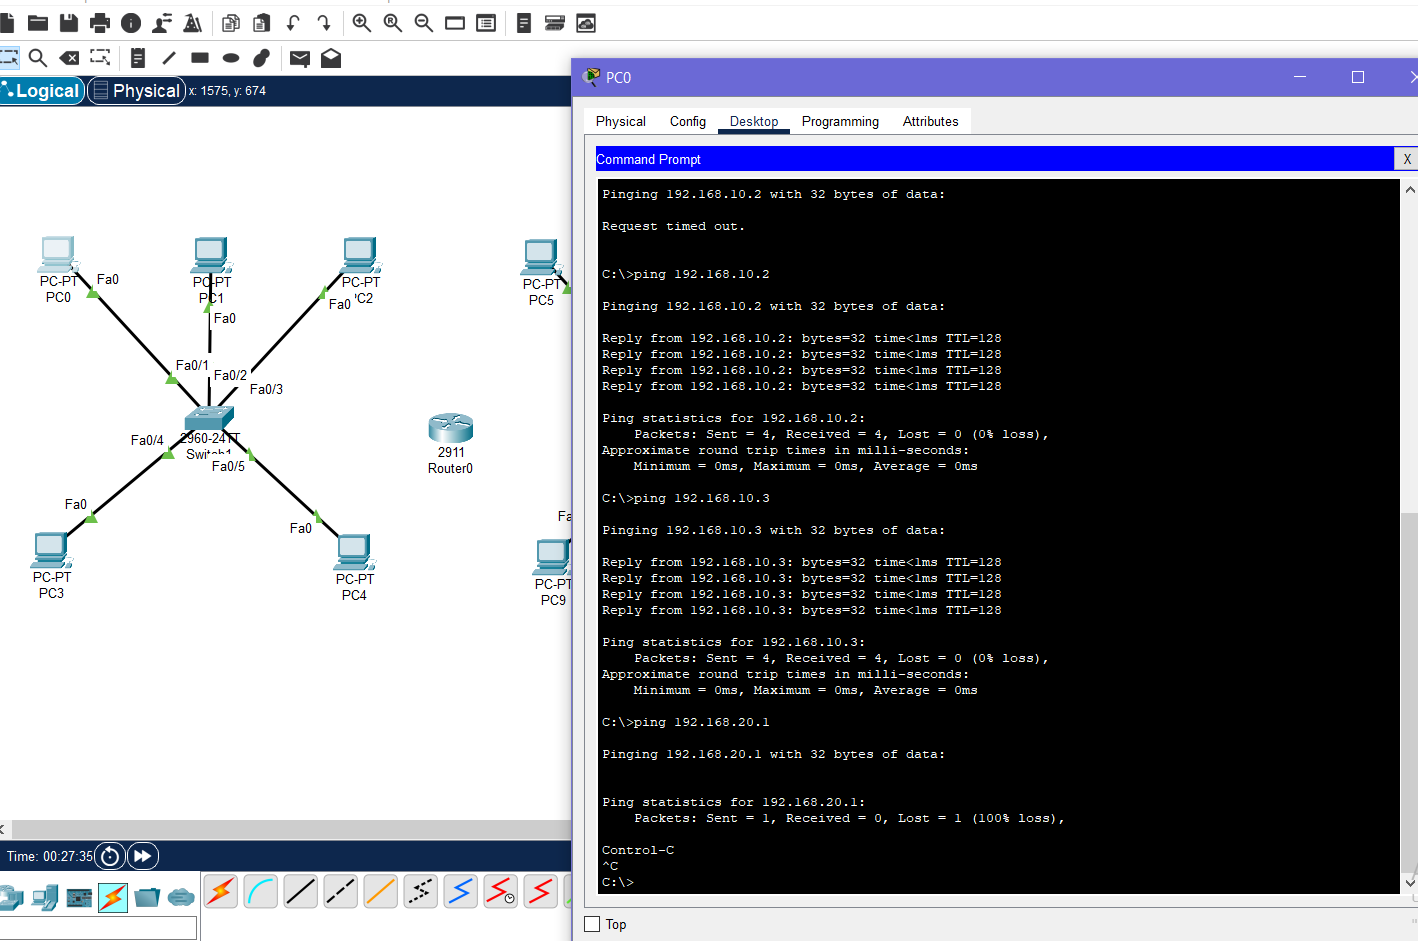 Logical
Physical
x: 1575, y: 674
PC0
Physical
Config
Desktop
Programming
Attributes
Command Prompt
X
Pinging 192.168.10.2 with 32 bytes of data:
Request timed out.
C:\>ping 192.168.10.2
Pinging 192.168.10.2 with 32 bytes of data:
Reply from 192.168.10.2: bytes=32 time<1ms TTL=128
Reply from 192.168.10.2: bytes=32 time<1ms TTL=128
Reply from 192.168.10.2: bytes=32 time<1ms TTL=128
Reply from 192.168.10.2: bytes=32 time<1ms TTL=128
Ping statistics for 192.168.10.2:
Packets: Sent = 4, Received = 4, Lost = 0 (0% loss),
Approximate round trip times in milli-seconds:
Minimum = 0ms, Maximum = 0ms, Average = 0ms
C:\>ping 192.168.10.3
Pinging 192.168.10.3 with 32 bytes of data:
Reply from 192.168.10.3: bytes=32 time<1ms TTL=128
Reply from 192.168.10.3: bytes=32 time<1ms TTL=128
Reply from 192.168.10.3: bytes=32 time<1ms TTL=128
Reply from 192.168.10.3: bytes=32 time<1ms TTL=128
Ping statistics for 192.168.10.3:
Packets: Sent = 4, Received = 4, Lost = 0 (0% loss),
Approximate round trip times in milli-seconds:
Minimum = 0ms, Maximum = 0ms, Average = 0ms
C:\>ping 192.168.20.1
Pinging 192.168.20.1 with 32 bytes of data:
Ping statistics for 192.168.20.1:
Packets: Sent = 1, Received = 0, Lost = 1 (100% loss),
Control-C
^C
C:\>
Top
PC-PT
PC0
Fa0
PC-PT
PC1
Fa0
PC-PT
PC2
Fa0
PC-PT
PC5
Fa0/1
Fa0/2
Fa0/3
Fa0/4
2960-24TT
Switch1
Fa0/5
2911
Router0
Fa0
PC-PT
PC3
Fa0
PC-PT
PC4
Fa
PC-PT
PC9
Time: 00:27:35